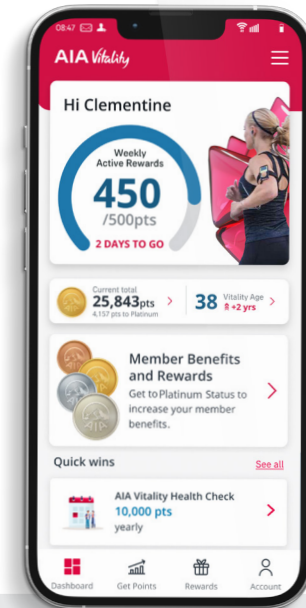 08:47
AIA Vitality
Hi Clementine
Weekly
Active Rewards
450
/500pts
2 DAYS TO GO
Current total
25,843pts
4,157 pts to Platinum
38
Vitality Age
+2 yrs
Member Benefits
and Rewards
Get to Platinum Status to
increase your member
benefits.
Quick wins
See all
AIA Vitality Health Check
10,000 pts
yearly
Dashboard
Get Points
Rewards
Account